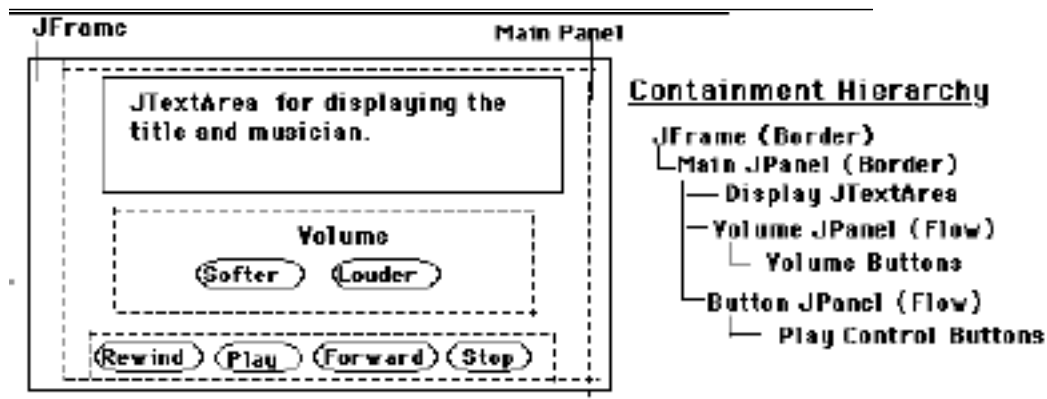 JFrame
Main Panel
JTextArea for displaying the
title and musician.
Volume
Softer
Louder
Rewind
Play
Forward
Stop
Containment Hierarchy
JFrame (Border)
Main JPanel (Border)
Display JTextArea
Volume JPanel (Flow)
Volume Buttons
Button JPanel (Flow)
Play Control Buttons